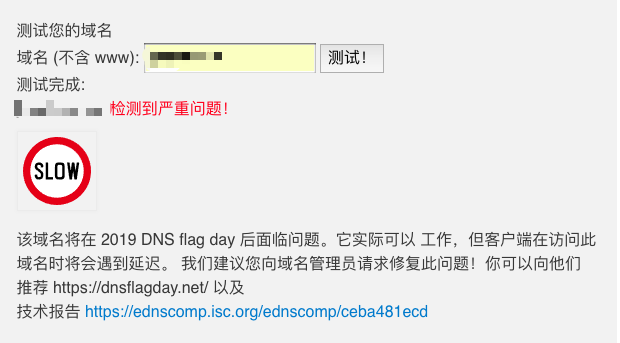 测试您的域名
域名 (不含 www):
测试！
测试完成:
检测到严重问题！
SLOW
该域名将在 2019 DNS flag day 后面临问题。它实际可以 工作，但客户端在访问此
域名时将会遇到延迟。 我们建议您向域名管理员请求修复此问题！你可以向他们
推荐 https://dnsflagday.net/ 以及
技术报告 https://ednscomp.isc.org/ednscomp/ceba481ecd